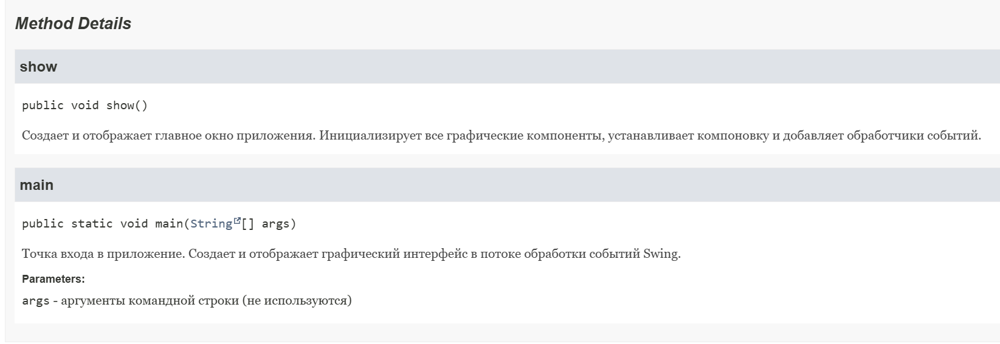 Method Details
show
public void show()
Создает и отображает главное окно приложения. Инициализирует все графические компоненты, устанавливает компоновку и добавляет обработчики событий.
main
public static void main(String[] args)
Точка входа в приложение. Создает и отображает графический интерфейс в потоке обработки событий Swing.
Parameters:
args - аргументы командной строки (не используются)